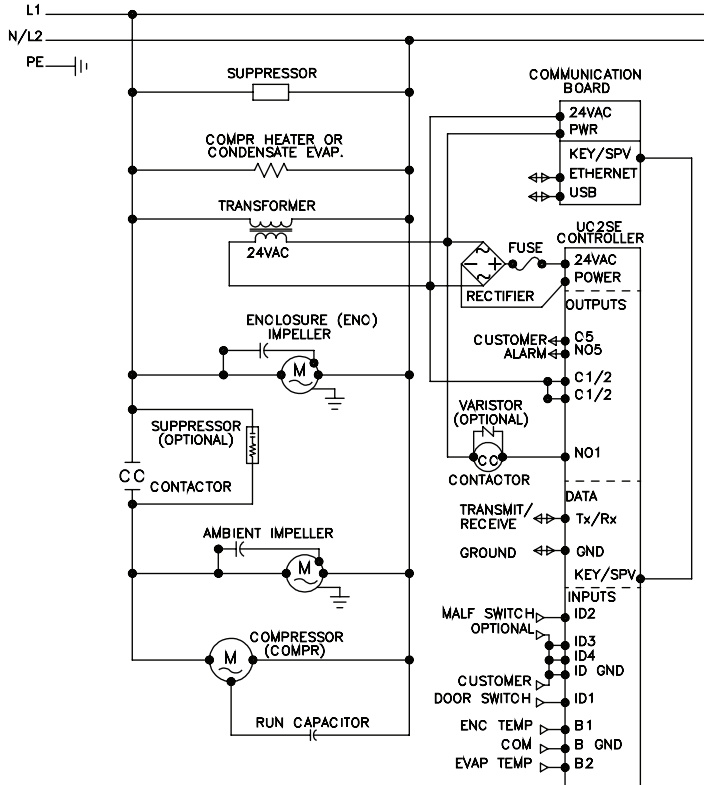 L1
N/L2
PE
SUPPRESSOR
COMMUNICATION
BOARD
24VAC
PWR
KEY/SPV
ETHERNET
USB
COMPR HEATER OR
CONDENSATE EVAP.
TRANSFORMER
24VAC
UC2SE
CONTROLLER
FUSE
24VAC
POWER
RECTIFIER
OUTPUTS
ENCLOSURE (ENC)
IMPELLER
M
CUSTOMER
ALARM
C5
NO5
C1/2
C1/2
SUPPRESSOR
(OPTIONAL)
VARISTOR
(OPTIONAL)
CC
CONTACTOR
CC
CONTACTOR
NO1
DATA
TRANSMIT/
RECEIVE
Tx/Rx
GROUND
GND
KEY/SPV
AMBIENT IMPELLER
M
INPUTS
MALF SWITCH
OPTIONAL
ID2
ID3
ID4
ID GND
COMPRESSOR
(COMPR)
M
CUSTOMER
DOOR SWITCH
ID1
RUN CAPACITOR
ENC TEMP
B1
COM
B GND
EVAP TEMP
B2